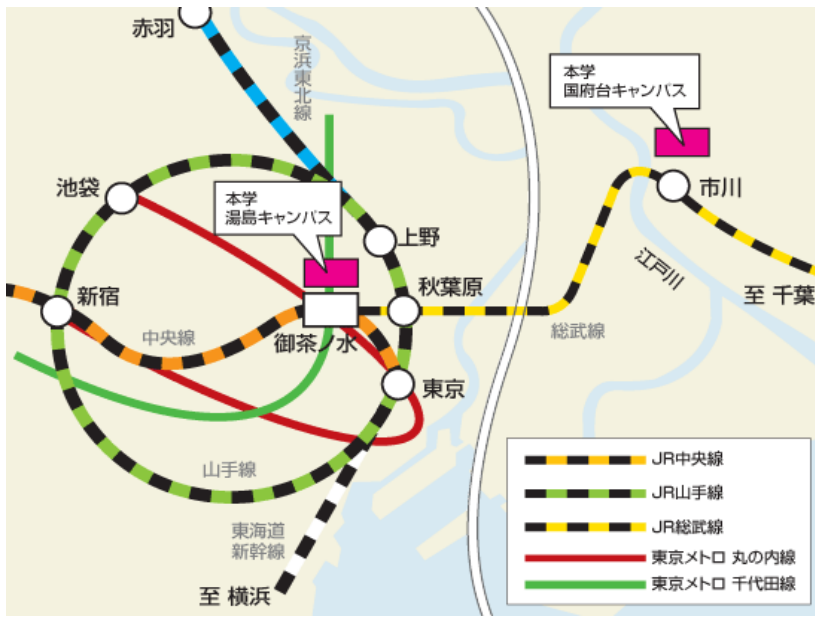 赤羽
京浜東北線
本学
国府台キャンパス
池袋
本学
湯島キャンパス
上野
市川
新宿
秋葉原
江戸川
至 千葉
中央線
御茶ノ水
総武線
東京
山手線
東海道
新幹線
至 横浜
JR中央線
JR山手線
JR総武線
東京メトロ 丸の内線
東京メトロ 千代田線